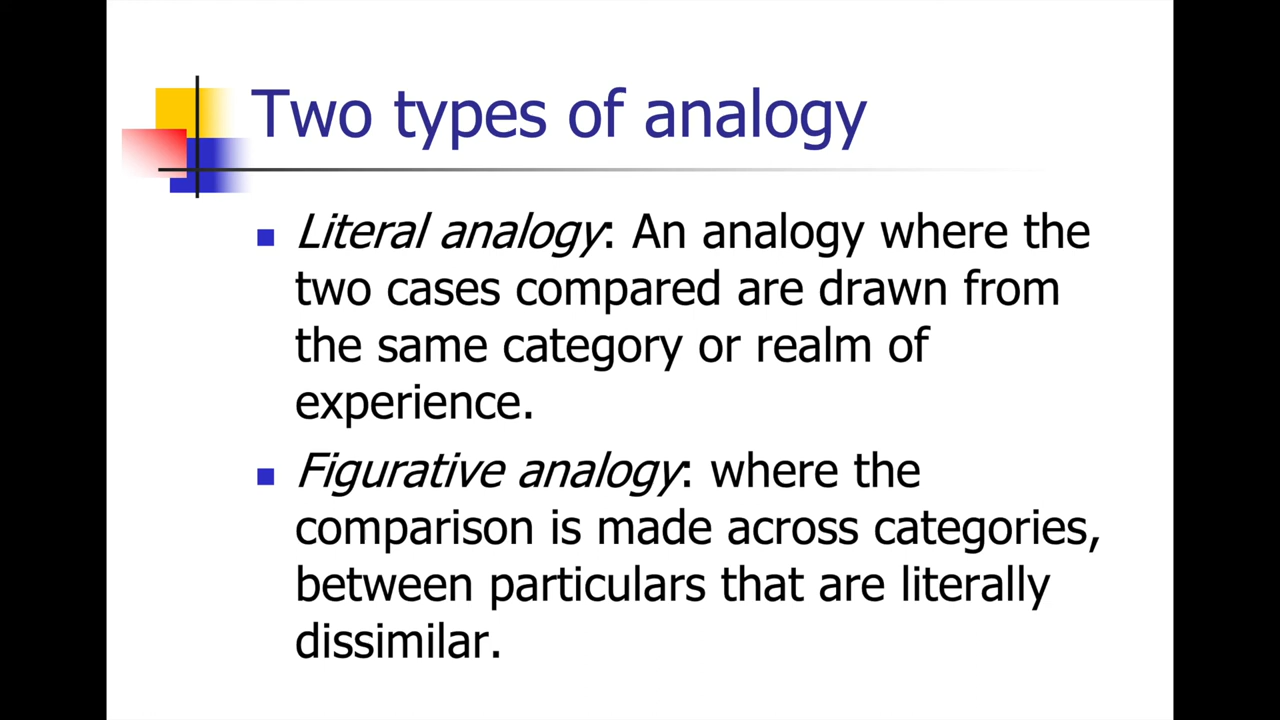 Two types of analogy
Literal analogy: An analogy where the
two cases compared are drawn from
the same category or realm of
experience.
Figurative analogy: where the
comparison is made across categories,
between particulars that are literally
dissimilar.